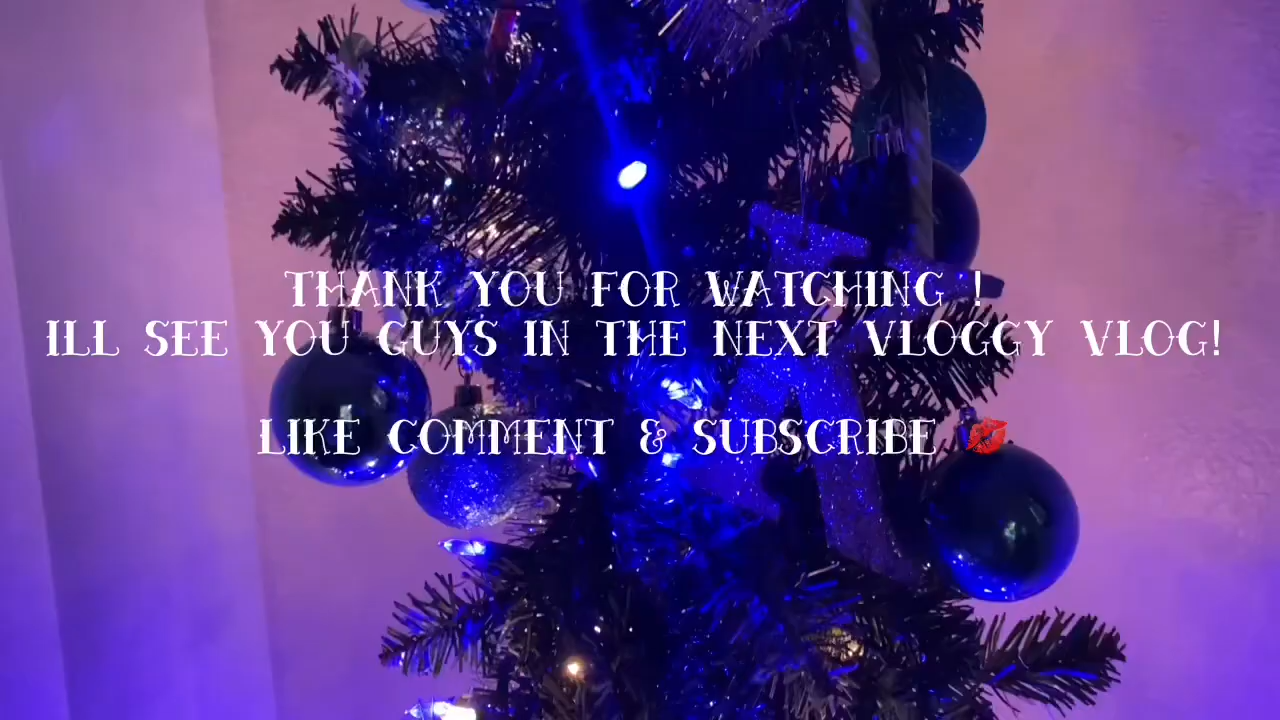 THANK YOU FOR WATCHING !
ILL SEE YOU GUYS IN THE NEXT VLOGGY VLOG!
LIKE COMMENT & SUBSCRIBE 💋